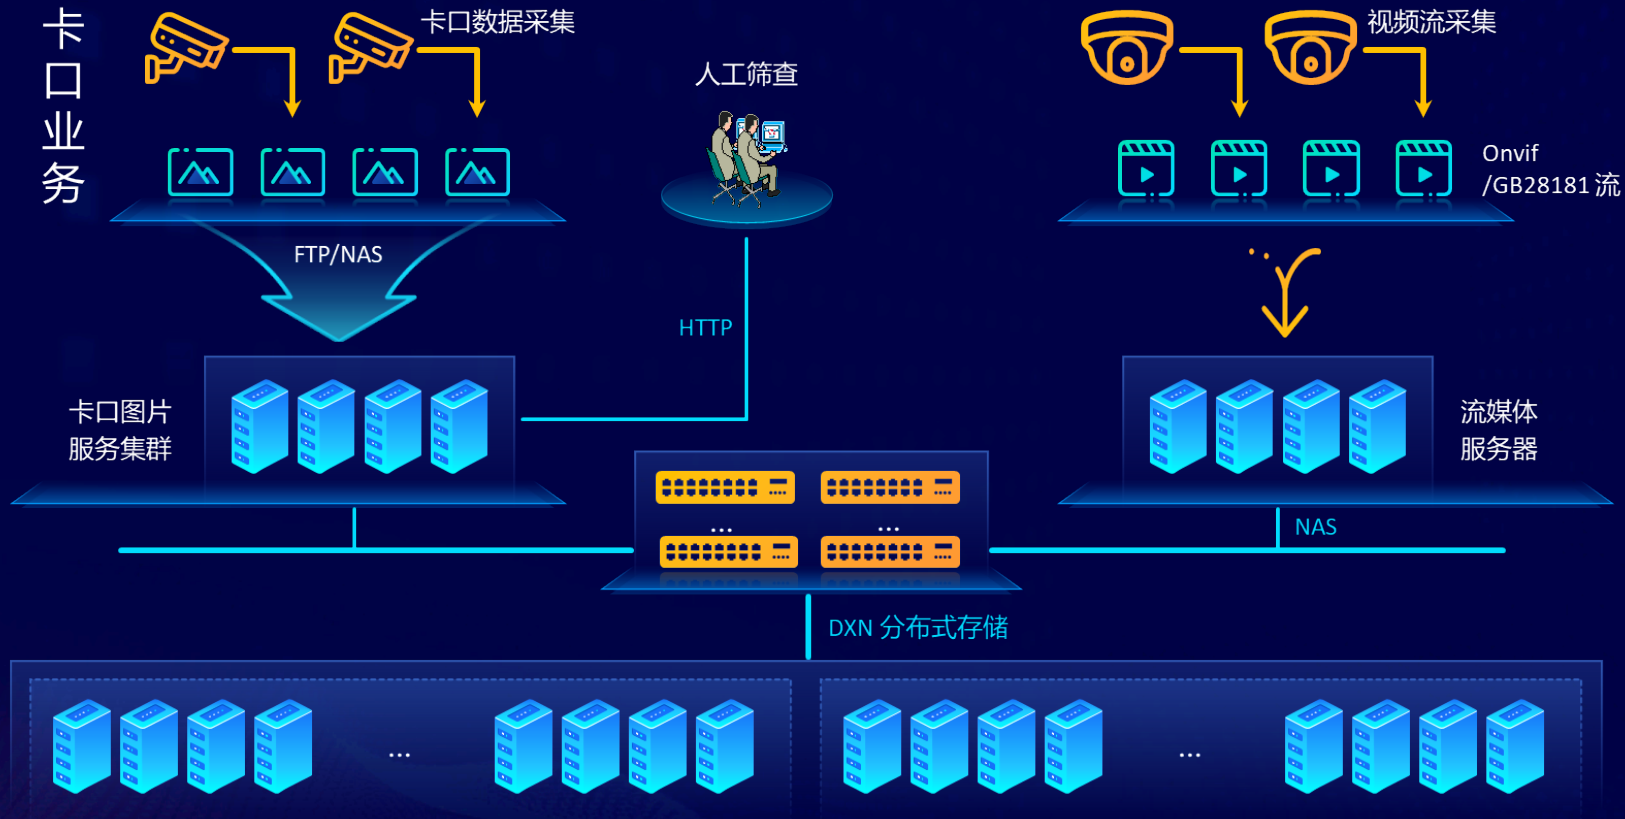 卡口业务
卡口数据采集
人工筛查
视频流采集
Onvif
/GB28181 流
FTP/NAS
HTTP
卡口图片
服务集群
流媒体
服务器
...
...
NAS
DXN 分布式存储
...
...